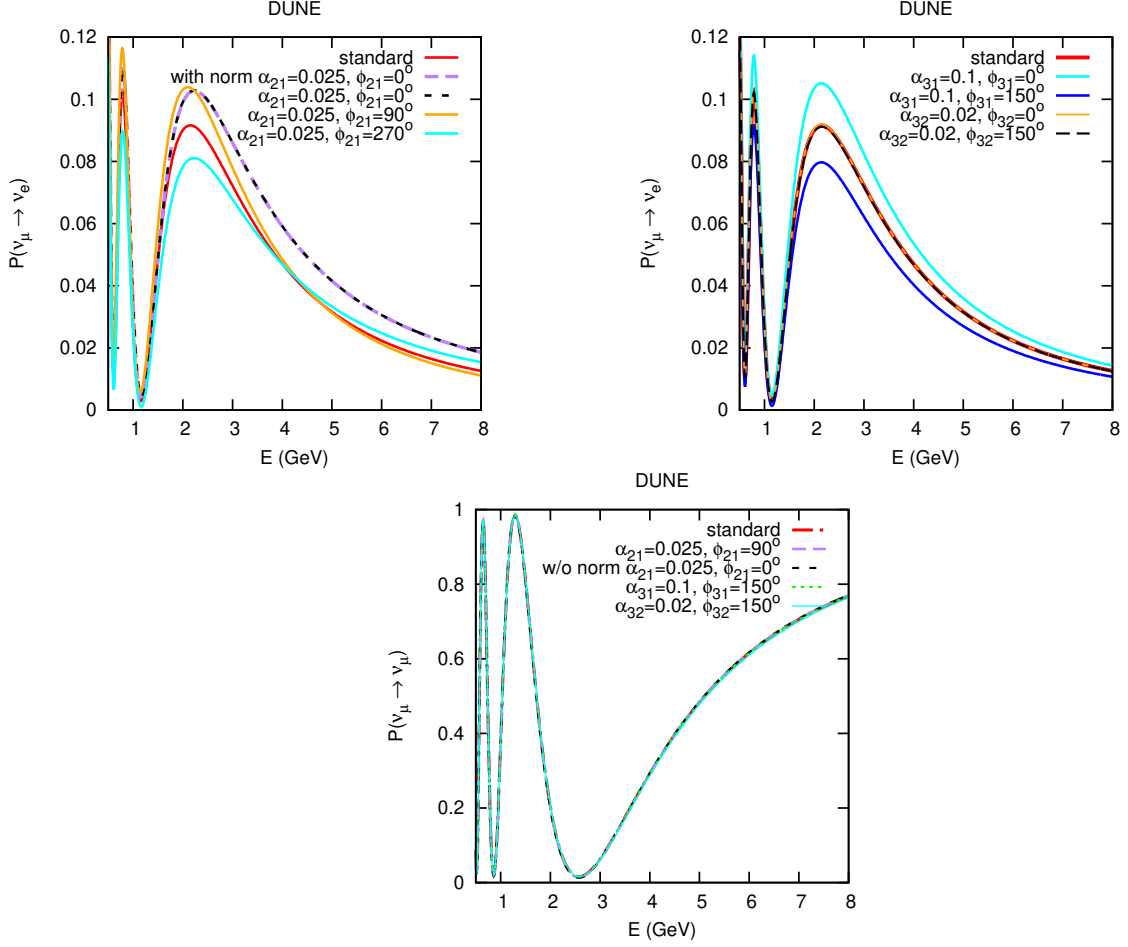 DUNE
P(ν_μ → ν_e)
0.12
0.1
0.08
0.06
0.04
0.02
0
standard
with norm α₂₁=0.025, ϕ₂₁=0°
α₂₁=0.025, ϕ₂₁=0°
α₂₁=0.025, ϕ₂₁=90°
α₂₁=0.025, ϕ₂₁=270°
1 2 3 4 5 6 7 8
E (GeV)
DUNE
P(ν_μ → ν_e)
0.12
0.1
0.08
0.06
0.04
0.02
0
standard
α₃₁=0.1, ϕ₃₁=0°
α₃₁=0.1, ϕ₃₁=150°
α₃₂=0.02, ϕ₃₂=0°
α₃₂=0.02, ϕ₃₂=150°
1 2 3 4 5 6 7 8
E (GeV)
DUNE
P(ν_μ → ν_μ)
1
0.8
0.6
0.4
0.2
0
standard
α₂₁=0.025, ϕ₂₁=90°
w/o norm α₂₁=0.025, ϕ₂₁=0°
α₃₁=0.1, ϕ₃₁=150°
α₃₂=0.02, ϕ₃₂=150°
1 2 3 4 5 6 7 8
E (GeV)